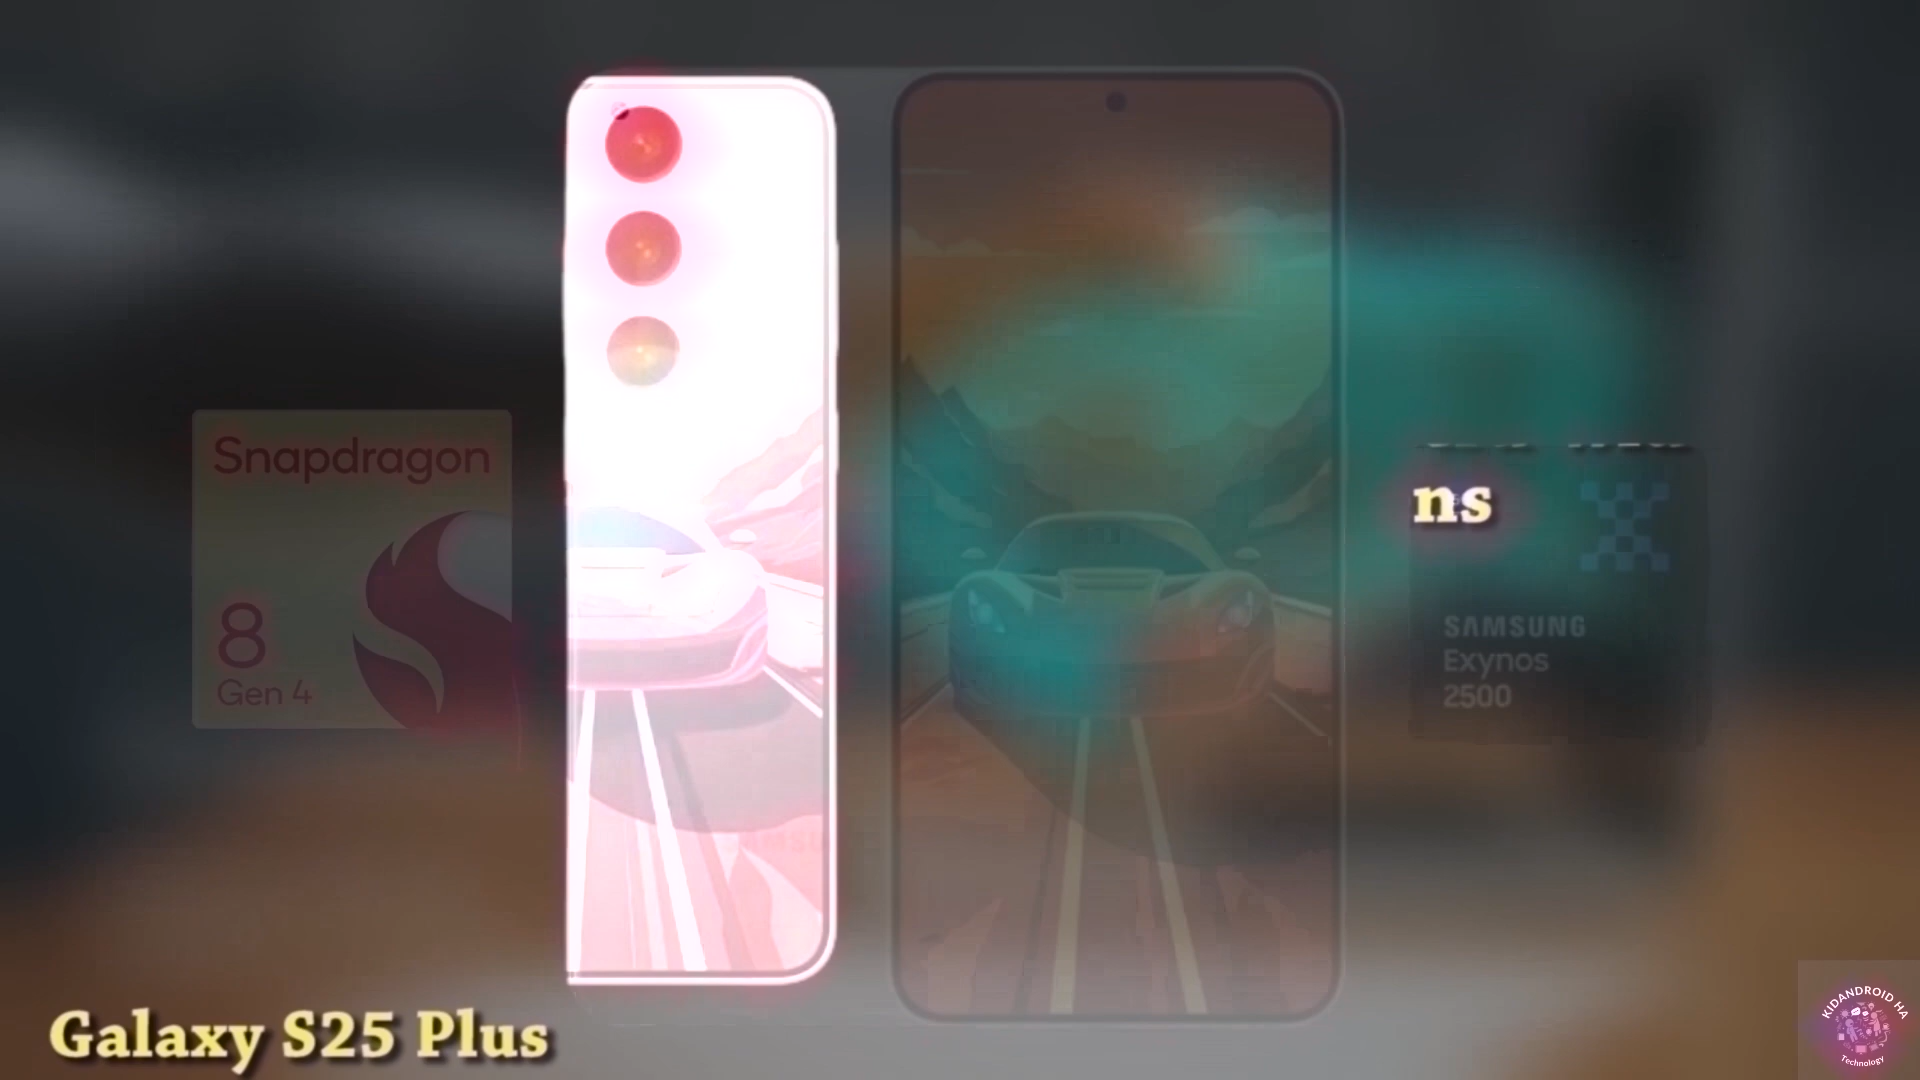 Snapdragon
8
Gen 4
ns
SAMSUNG
Exynos
2500
Galaxy S25 Plus
KIDANDROID HA
Technology